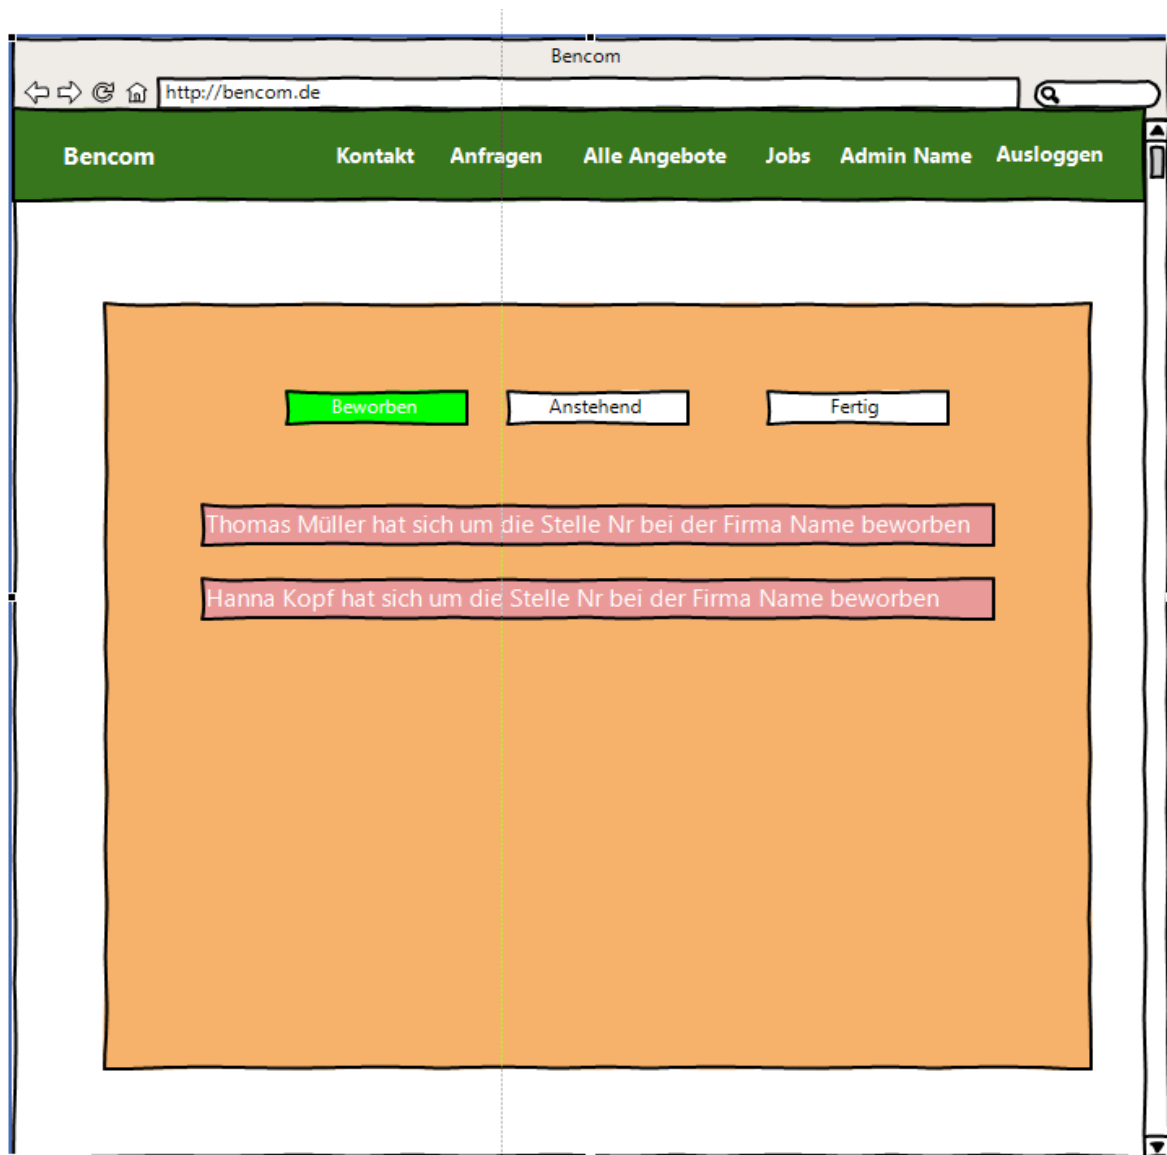 Bencom
http://bencom.de
Bencom Kontakt Anfragen Alle Angebote Jobs Admin Name Ausloggen
Beworben Anstehend Fertig
Thomas Müller hat sich um die Stelle Nr bei der Firma Name beworben
Hanna Kopf hat sich um die Stelle Nr bei der Firma Name beworben